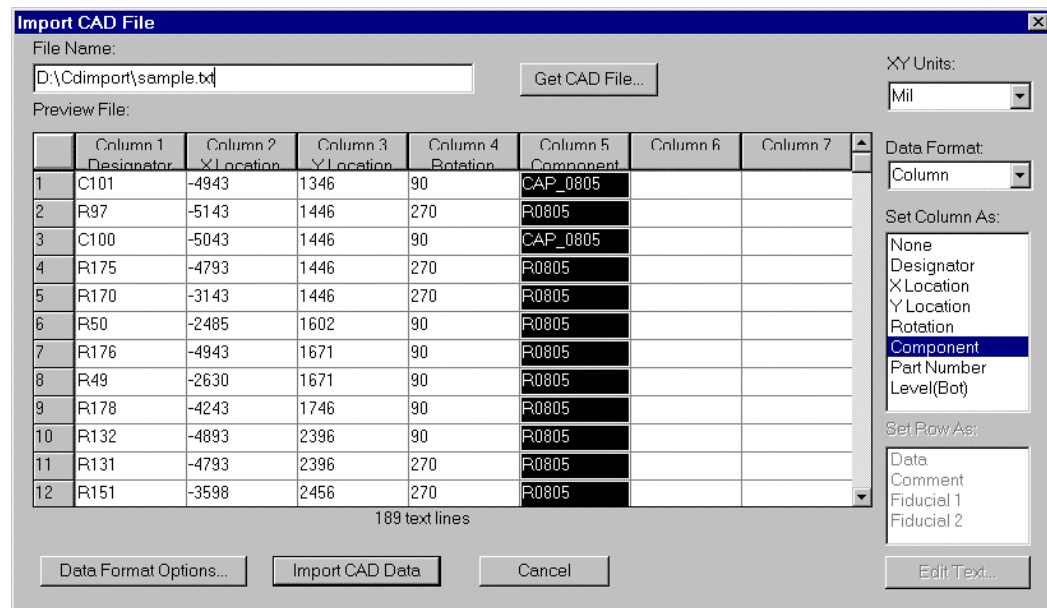 Import CAD File
File Name:
D:\Cdimport\sample.txt
Get CAD File...
XY Units:
Mil
Preview File:
Column 1 Column 2 Column 3 Column 4 Column 5 Column 6 Column 7
Designator X Location Y Location Rotation Component
1 C101 -4943 1346 90 CAP_0805
2 R97 -5143 1446 270 R0805
3 C100 -5043 1446 90 CAP_0805
4 R175 -4793 1446 270 R0805
5 R170 -3143 1446 270 R0805
6 R50 -2485 1602 90 R0805
7 R176 -4943 1671 90 R0805
8 R49 -2630 1671 90 R0805
9 R178 -4243 1746 90 R0805
10 R132 -4893 2396 90 R0805
11 R131 -4793 2396 270 R0805
12 R151 -3598 2456 270 R0805
189 text lines
Data Format:
Column
Set Column As:
None
Designator
X Location
Y Location
Rotation
Component
Part Number
Level(Bot)
Set Row As:
Data
Comment
Fiducial 1
Fiducial 2
Data Format Options...
Import CAD Data
Cancel
Edit Text...